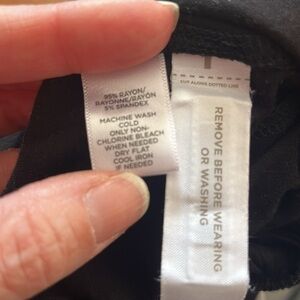 95% RAYON/
RAYONNE/RAYÓN
5% SPANDEX
MACHINE WASH
COLD
ONLY NON-
CHLORINE BLEACH
WHEN NEEDED
DRY FLAT
COOL IRON
IF NEEDED
CUT ALONG DOTTED LINE
REMOVE BEFORE WEARING
OR WASHING